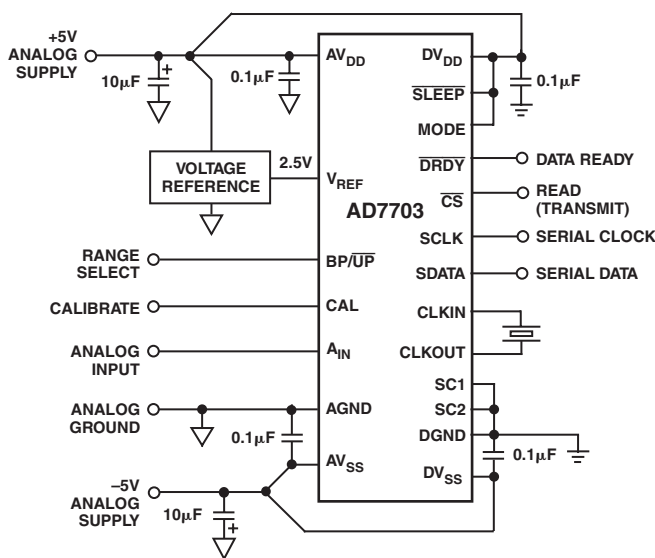 +5V
ANALOG
SUPPLY
10µF
+
0.1µF
AVDD
DVDD
0.1µF
SLEEP
MODE
VOLTAGE
REFERENCE
2.5V
VREF
DRDY
DATA READY
AD7703
CS
READ
(TRANSMIT)
SCLK
SERIAL CLOCK
RANGE
SELECT
BP/UP
SDATA
SERIAL DATA
CALIBRATE
CAL
CLKIN
ANALOG
INPUT
AIN
CLKOUT
SC1
ANALOG
GROUND
AGND
SC2
0.1µF
DGND
0.1µF
AVSS
DVSS
–5V
ANALOG
SUPPLY
10µF
+